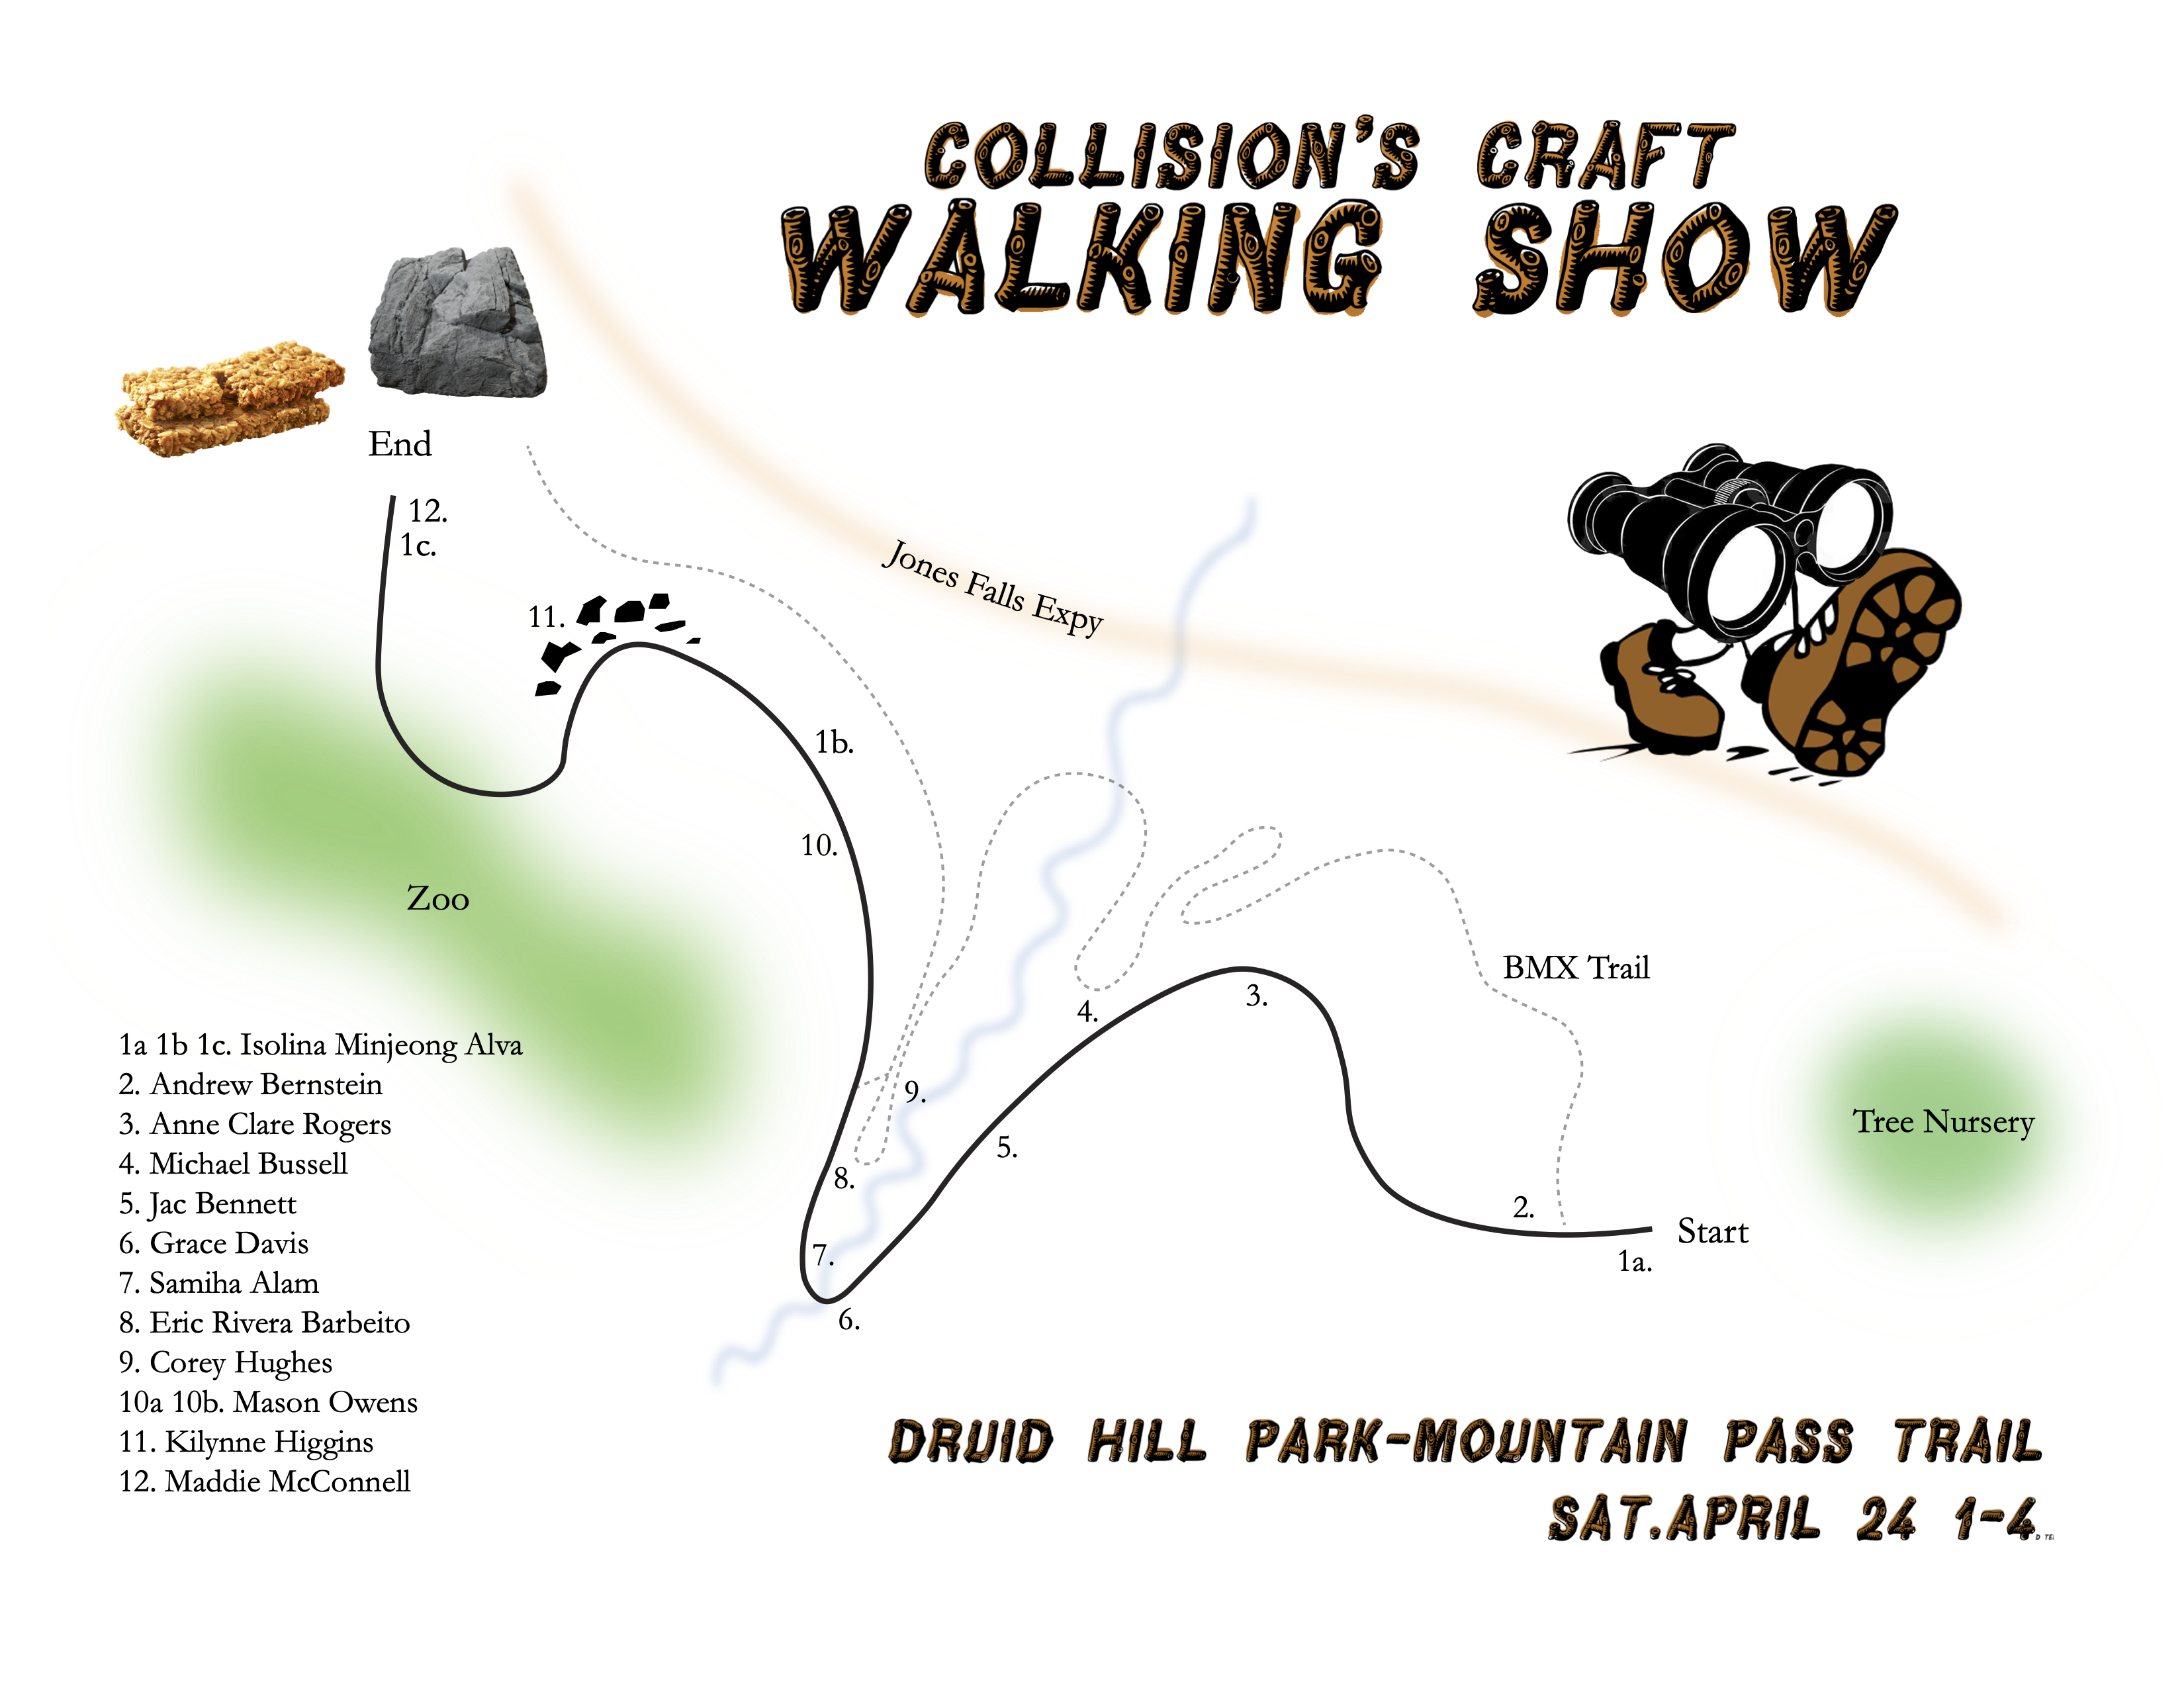 COLLISION'S CRAFT
WALKING SHOW
End
12.
1c.
Jones Falls Expy
11.
1b.
10.
Zoo
BMX Trail
3.
4.
9.
Tree Nursery
5.
8.
2.
Start
7.
1a.
6.
1a 1b 1c. Isolina Minjeong Alva
2. Andrew Bernstein
3. Anne Clare Rogers
4. Michael Bussell
5. Jac Bennett
6. Grace Davis
7. Samiha Alam
8. Eric Rivera Barbeito
9. Corey Hughes
10a 10b. Mason Owens
11. Kilynne Higgins
12. Maddie McConnell
DRUID HILL PARK-MOUNTAIN PASS TRAIL
SAT.APRIL 24 1-4